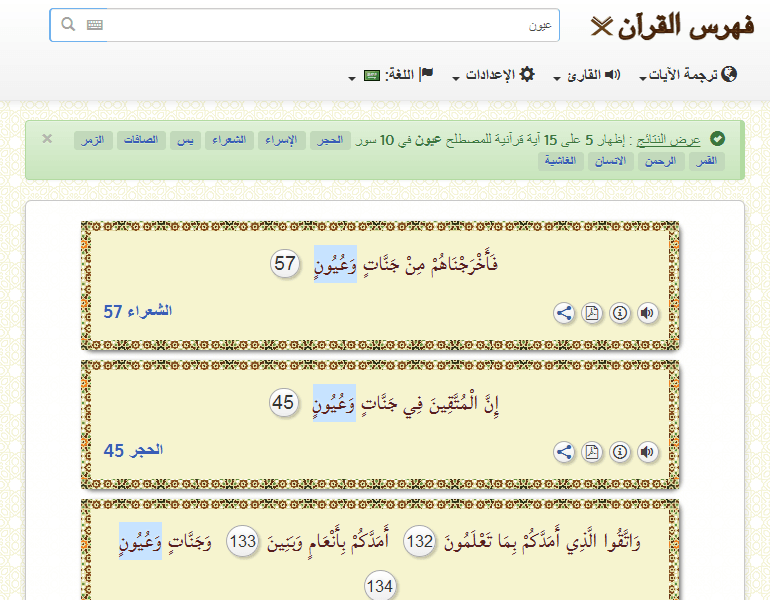 فهرس القرآن
عيون
ترجمة الآيات
القارئ
الإعدادات
اللغة:
عرض النتائج : إظهار 5 على 15 آية قرآنية للمصطلح عيون في 10 سور الحجر الإسراء الشعراء يس الصافات الزمر
القمر الرحمن الانسان الغاشية
فَأَخْرَجْنَاهُمْ مِنْ جَنَّاتٍ وَعُيُونٍ 57
الشعراء 57
إِنَّ الْمُتَّقِينَ فِي جَنَّاتٍ وَعُيُونٍ 45
الحجر 45
وَاتَّقُوا الَّذِي أَمَدَّكُمْ بِمَا تَعْلَمُونَ 132 أَمَدَّكُمْ بِأَنْعَامٍ وَبَنِينَ 133 وَجَنَّاتٍ وَعُيُونٍ
134